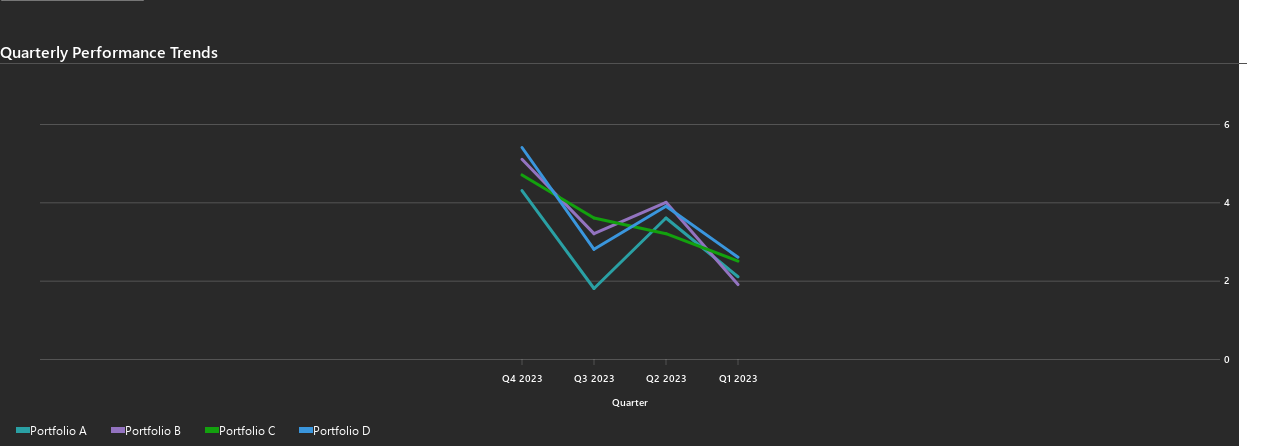 Quarterly Performance Trends
6
4
2
0
Q4 2023 Q3 2023 Q2 2023 Q1 2023
Quarter
Portfolio A Portfolio B Portfolio C Portfolio D